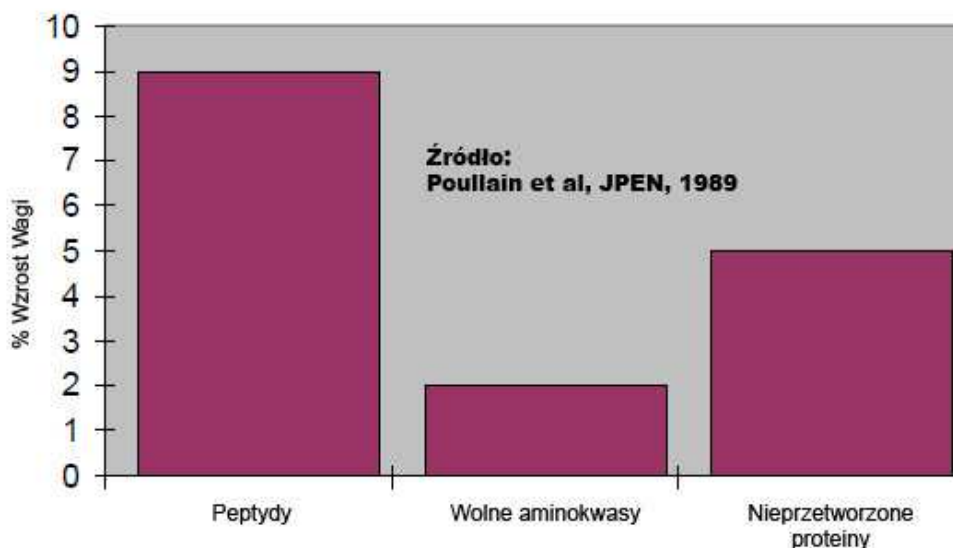 10
9
8
7
6
5
4
3
2
1
0
% Wzrost Wagi
Źródło:
Poullain et al, JPEN, 1989
Peptydy
Wolne aminokwasy
Nieprzetworzone
proteiny